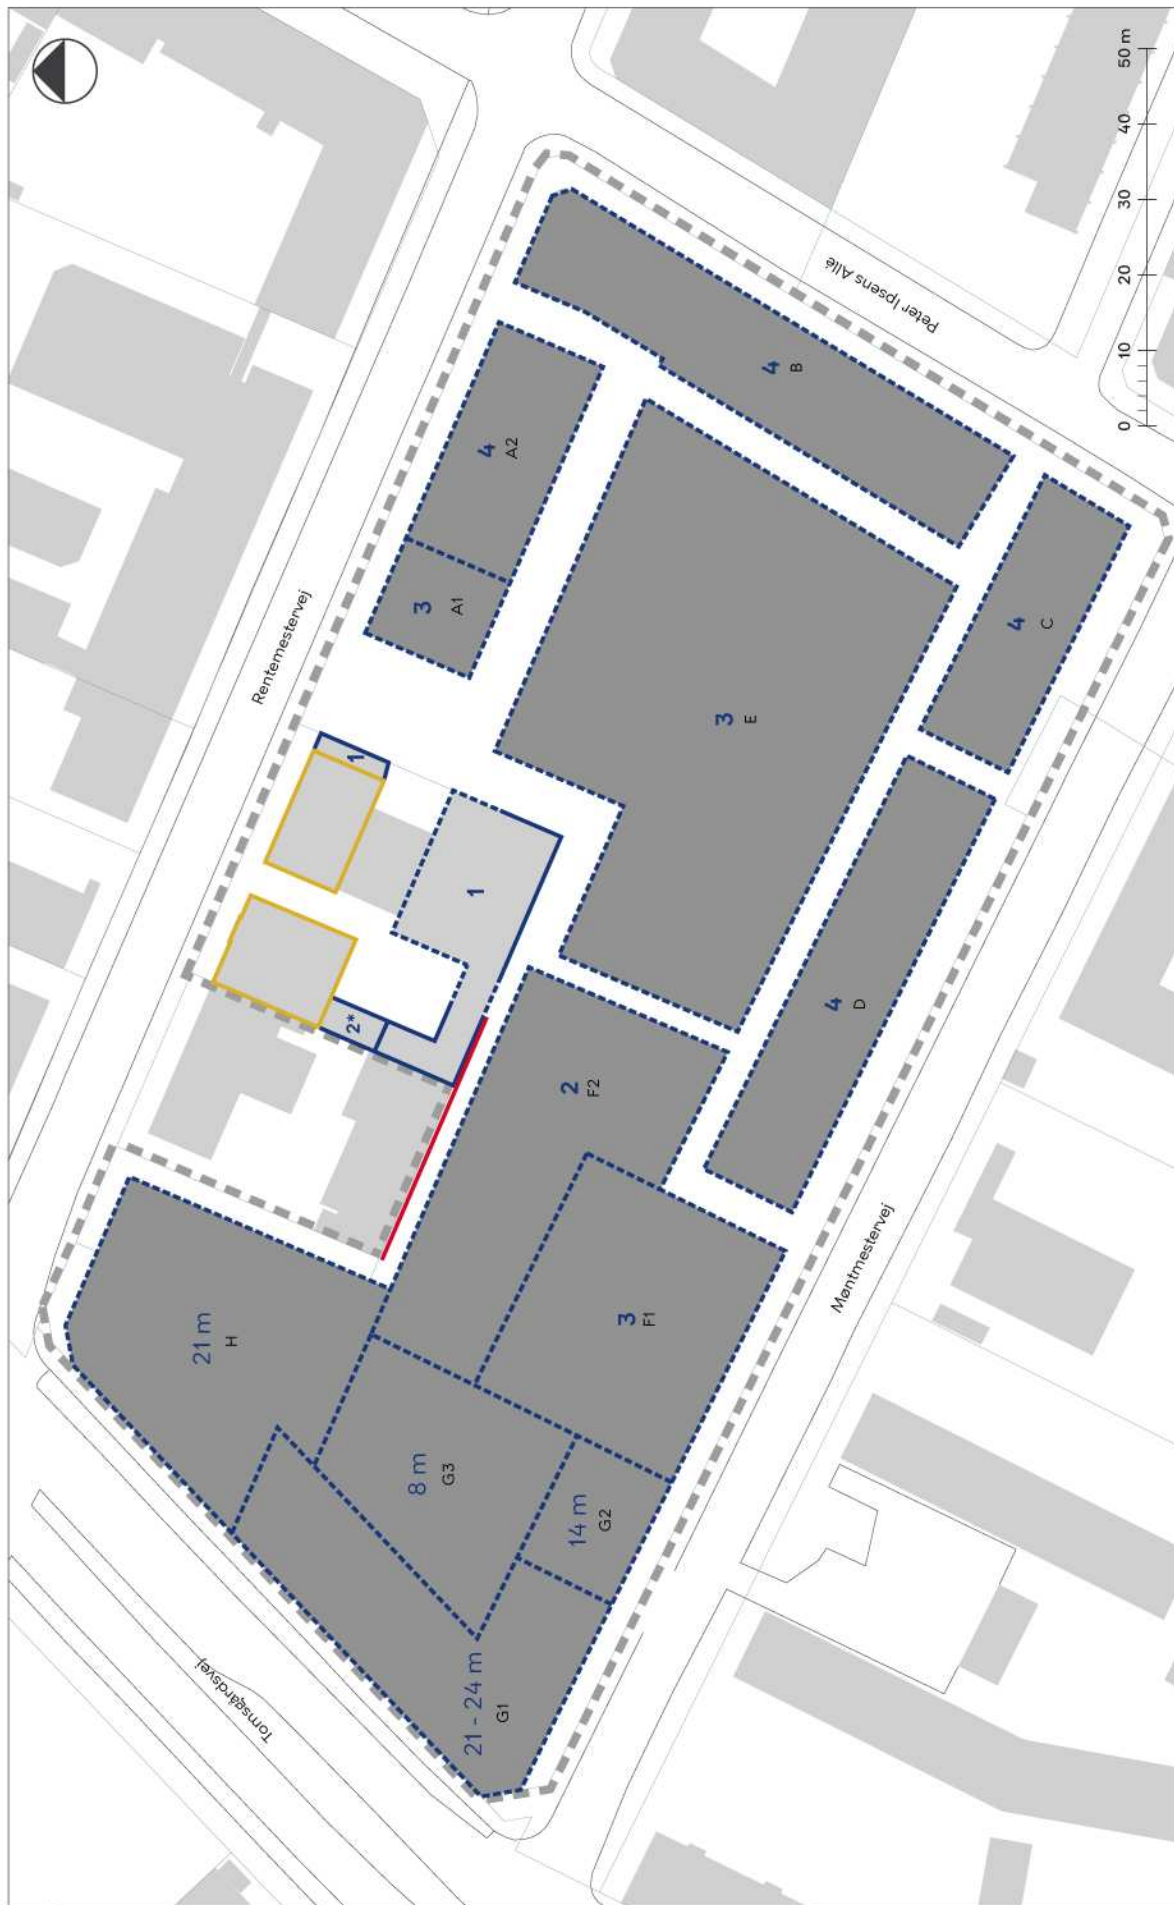 Rentemestervej
Peter Ipsens Allé
Møntmestervej
Tomsgårdsvej
21 m
H
21 - 24 m
G1
14 m
G2
8 m
G3
3
F1
2
F2
2*
1
1
3
A1
4
A2
4
B
3
E
4
C
4
D
0 10 20 30 40 50 m